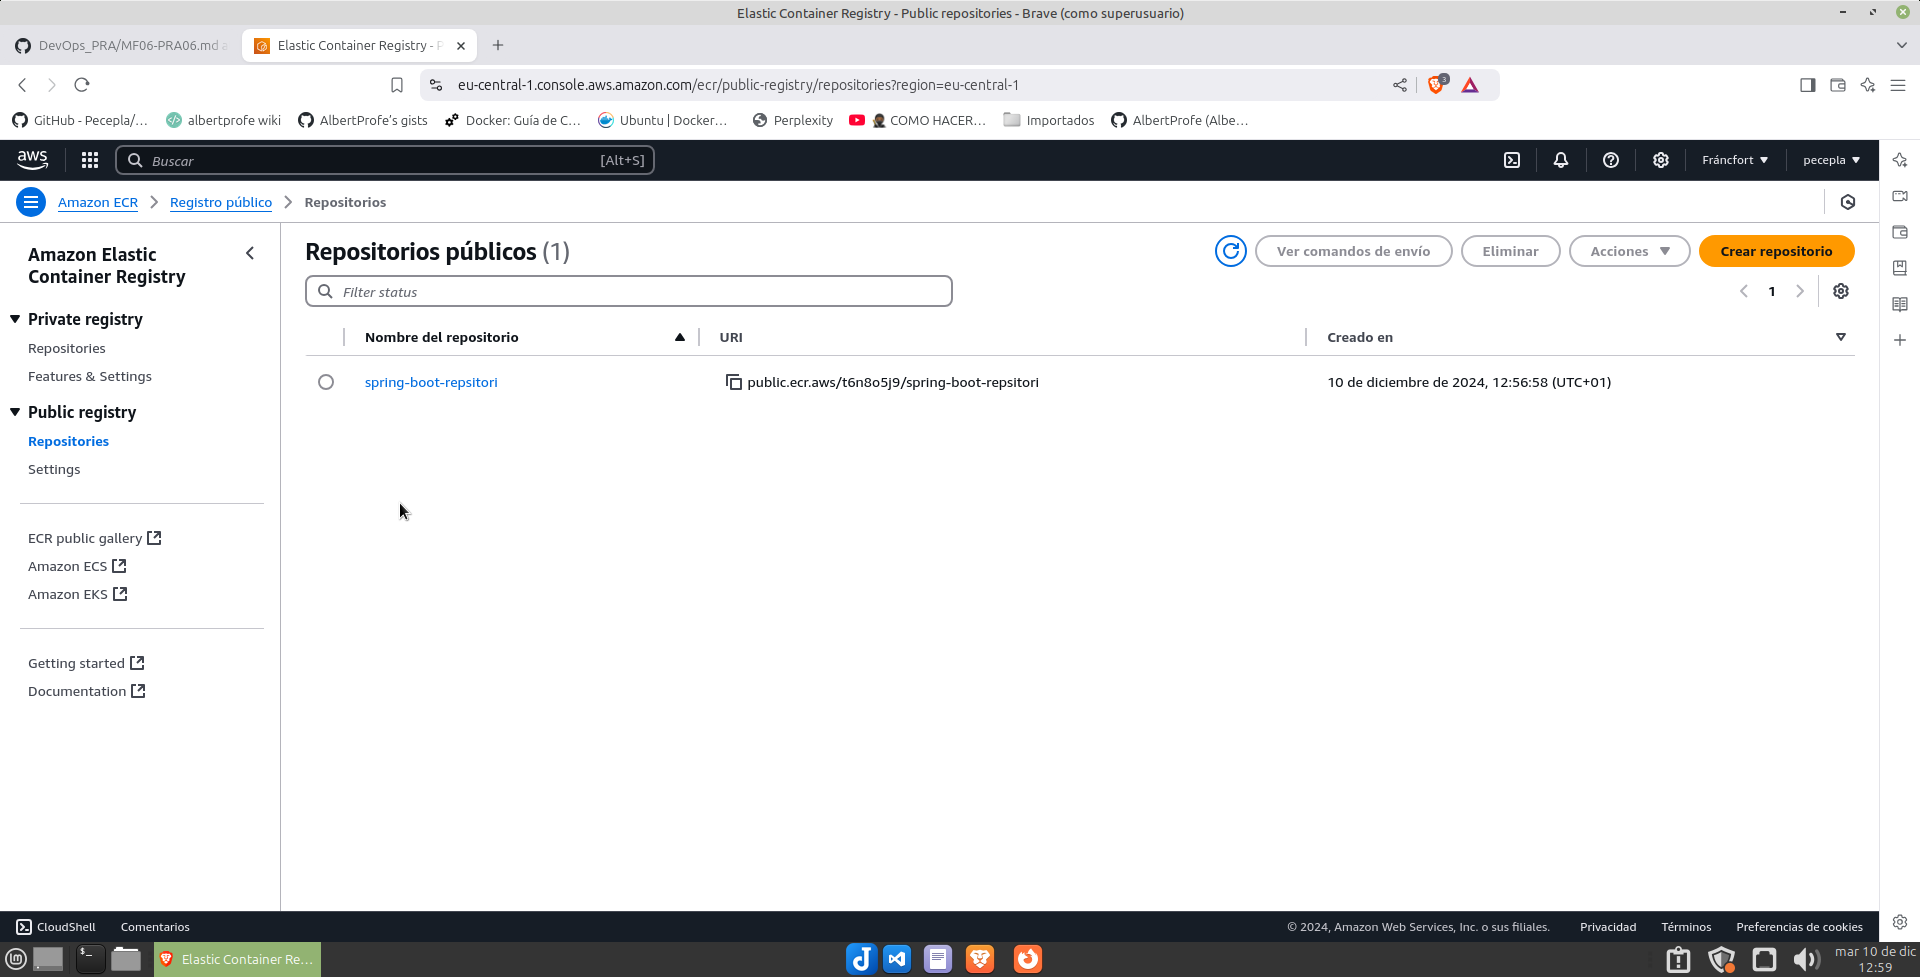 Elastic Container Registry - Public repositories - Brave (como superusuario)
DevOps_PRA/MF06-PRA06.md a
Elastic Container Registry - P
eu-central-1.console.aws.amazon.com/ecr/public-registry/repositories?region=eu-central-1
3
GitHub - Pecepla/...
albertprofe wiki
AlbertProfe's gists
Docker: Guía de C...
Ubuntu | Docker...
Perplexity
COMO HACER...
Importados
AlbertProfe (Albe...
aws
Buscar
[Alt+S]
Fráncfort
pecepla
Amazon ECR
Registro público
Repositorios
Amazon Elastic
Container Registry
Private registry
Repositories
Features & Settings
Public registry
Repositories
Settings
ECR public gallery
Amazon ECS
Amazon EKS
Getting started
Documentation
Repositorios públicos (1)
Ver comandos de envío
Eliminar
Acciones
Crear repositorio
Filter status
1
Nombre del repositorio
URI
Creado en
spring-boot-repsitori
public.ecr.aws/t6n8o5j9/spring-boot-repsitori
10 de diciembre de 2024, 12:56:58 (UTC+01)
CloudShell
Comentarios
© 2024, Amazon Web Services, Inc. o sus filiales.
Privacidad
Términos
Preferencias de cookies
Elastic Container Re...
mar 10 de dic
12:59